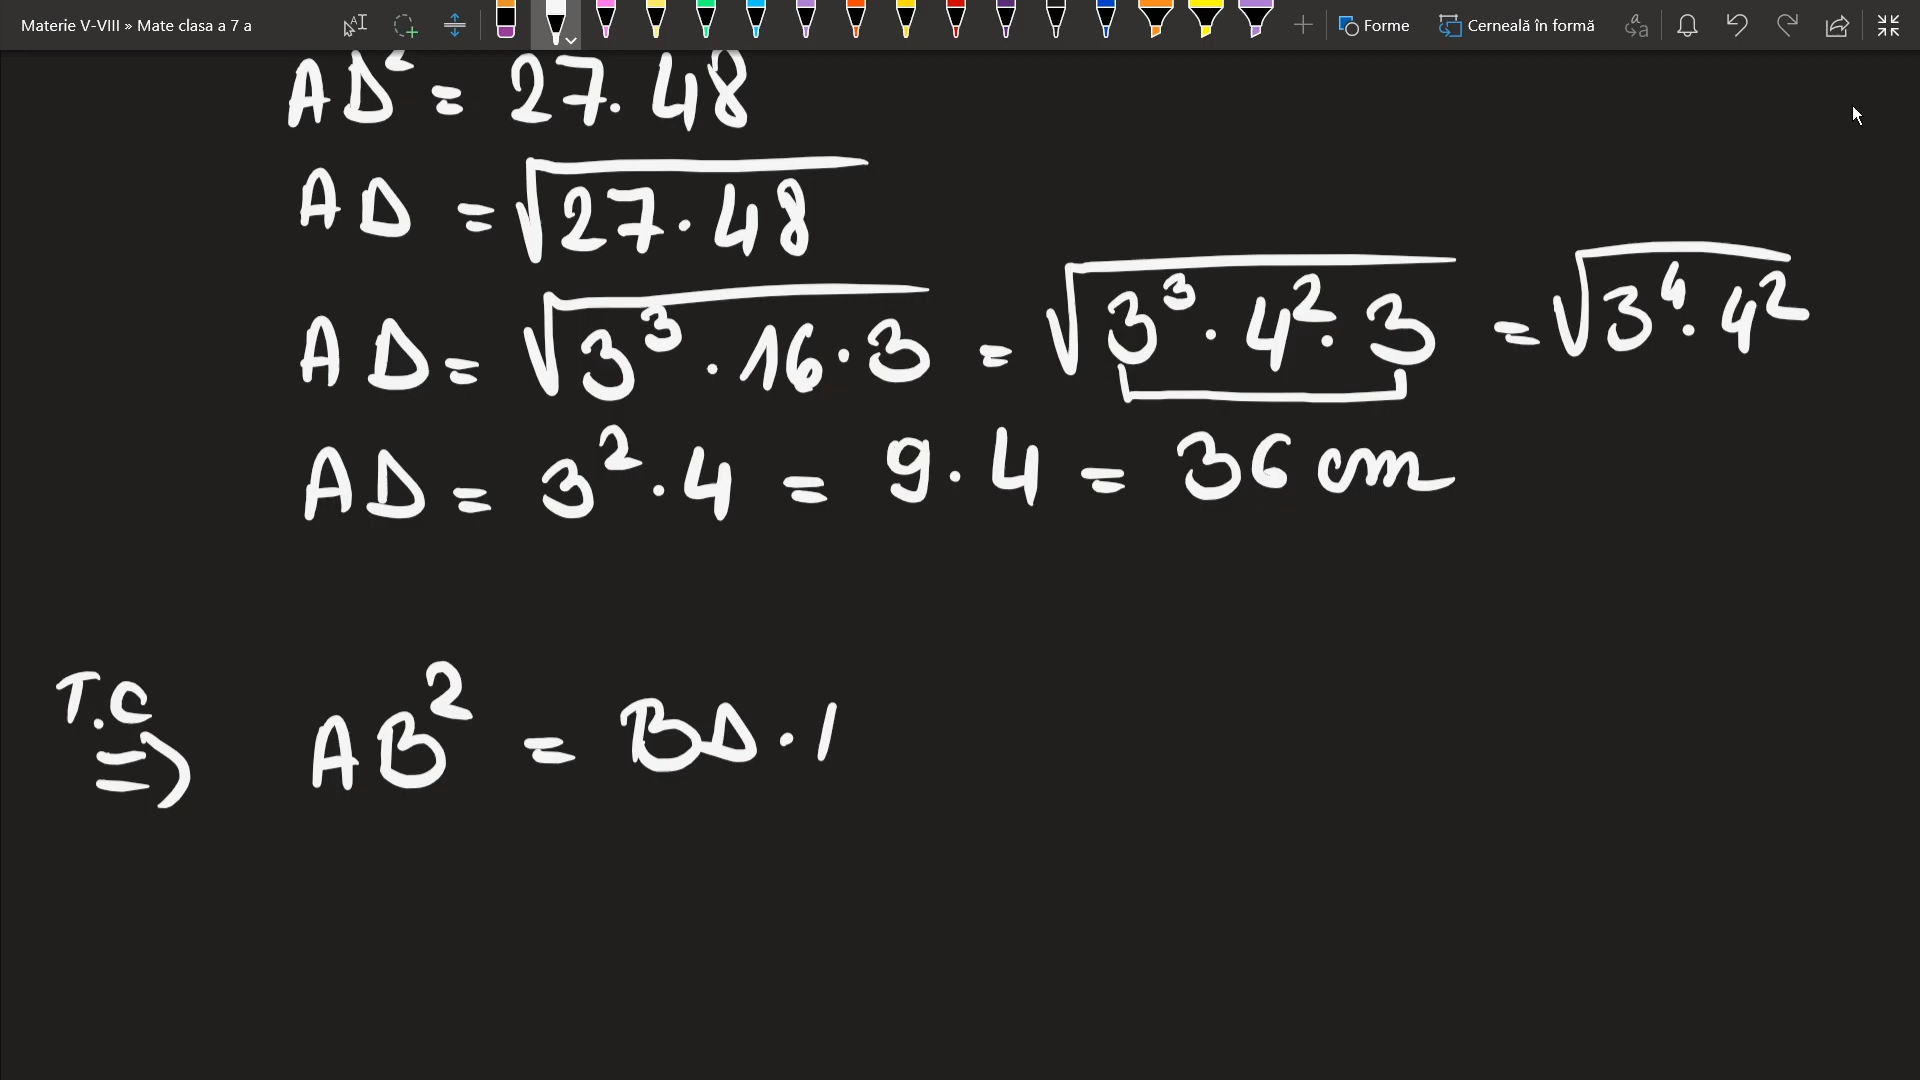 Materie V-VIII » Mate clasa a 7 a Forme Cerneală în formă
AD² = 27·48
AD = √27·48
AD = √3³·16·3 = √3³·4²·3 = √3⁴·4²
AD = 3²·4 = 9·4 = 36 cm
T.C
⇒ AB² = BD·